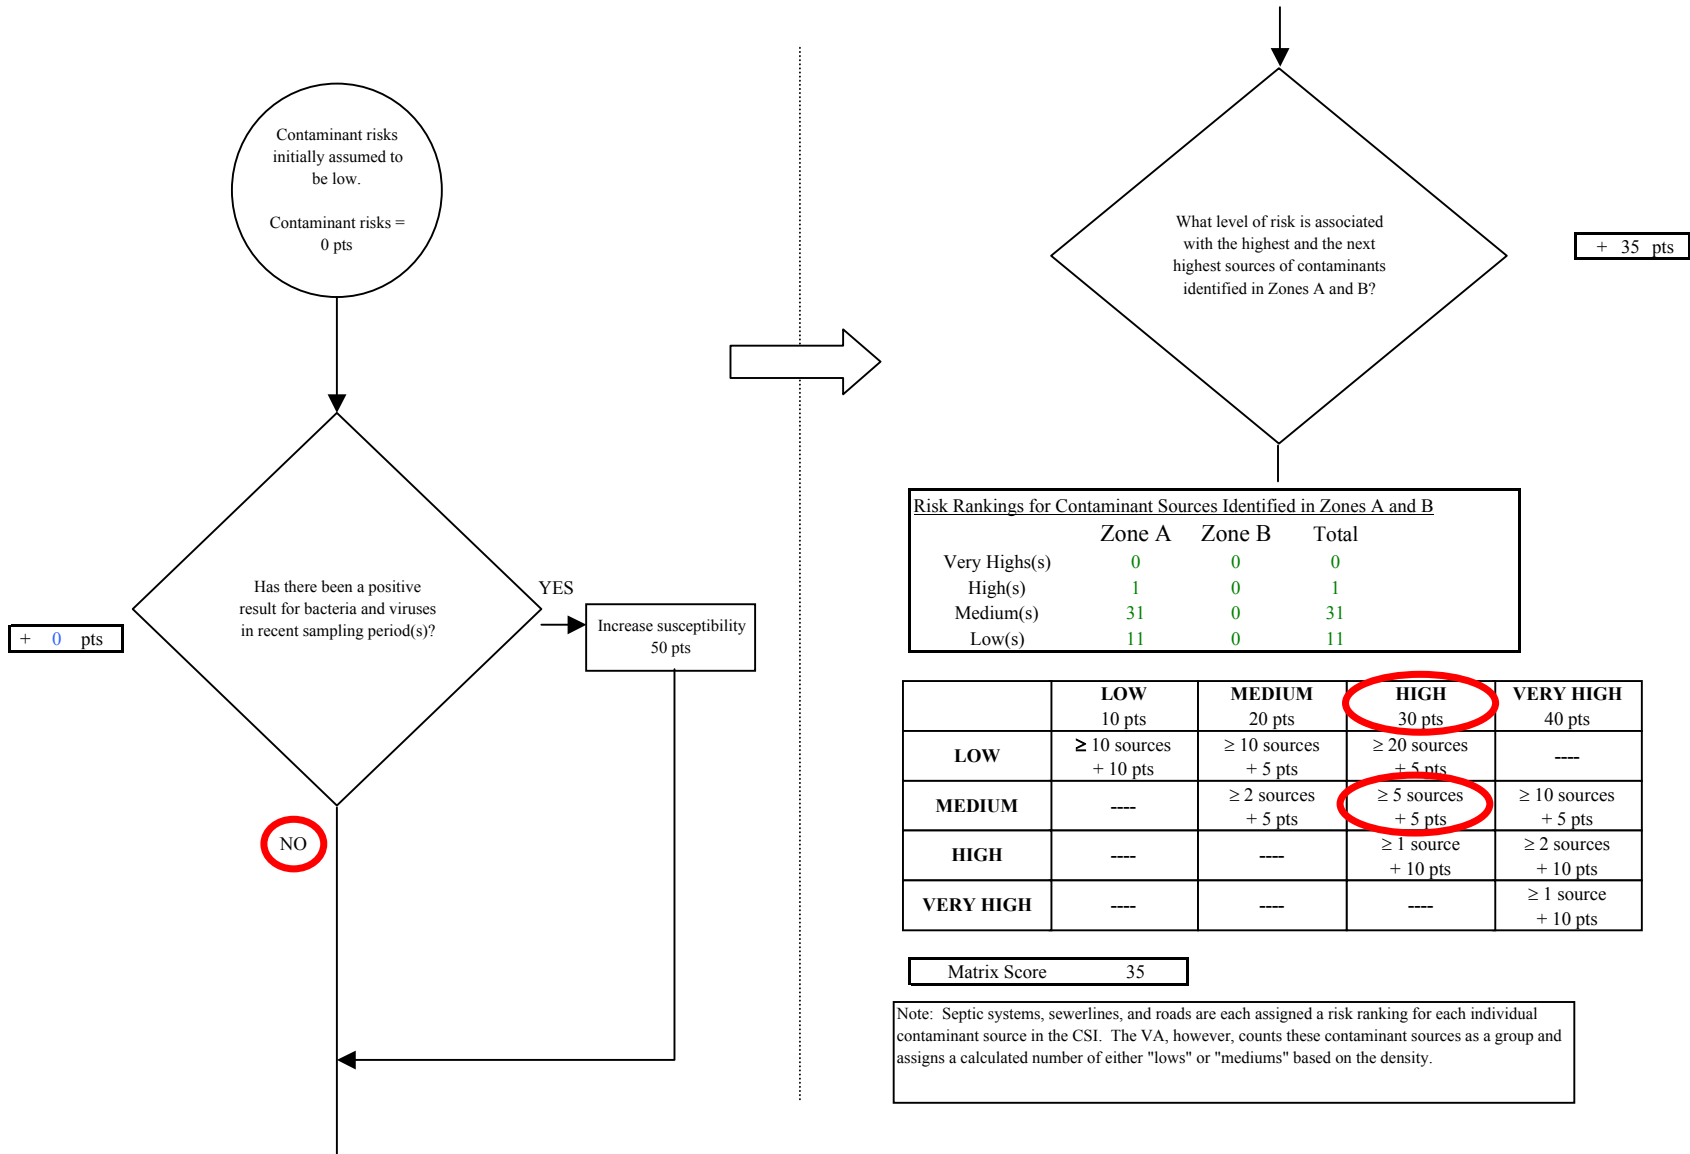 Contaminant risks
initially assumed to
be low.
Contaminant risks =
0 pts
Has there been a positive
result for bacteria and viruses
in recent sampling period(s)?
+ 0 pts
YES
Increase susceptibility
50 pts
NO
What level of risk is associated
with the highest and the next
highest sources of contaminants
identified in Zones A and B?
+ 35 pts
Risk Rankings for Contaminant Sources Identified in Zones A and B
Zone A Zone B Total
Very Highs(s) 0 0 0
High(s) 1 0 1
Medium(s) 31 0 31
Low(s) 11 0 11
LOW MEDIUM HIGH VERY HIGH
10 pts 20 pts 30 pts 40 pts
LOW ≥ 10 sources + 10 pts ≥ 10 sources + 5 pts ≥ 20 sources + 5 pts ----
MEDIUM ---- ≥ 2 sources + 5 pts ≥ 5 sources + 5 pts ≥ 10 sources + 5 pts
HIGH ---- ---- ≥ 1 source + 10 pts ≥ 2 sources + 10 pts
VERY HIGH ---- ---- ---- ≥ 1 source + 10 pts
Matrix Score 35
Note: Septic systems, sewerlines, and roads are each assigned a risk ranking for each individual
contaminant source in the CSI. The VA, however, counts these contaminant sources as a group and
assigns a calculated number of either "lows" or "mediums" based on the density.